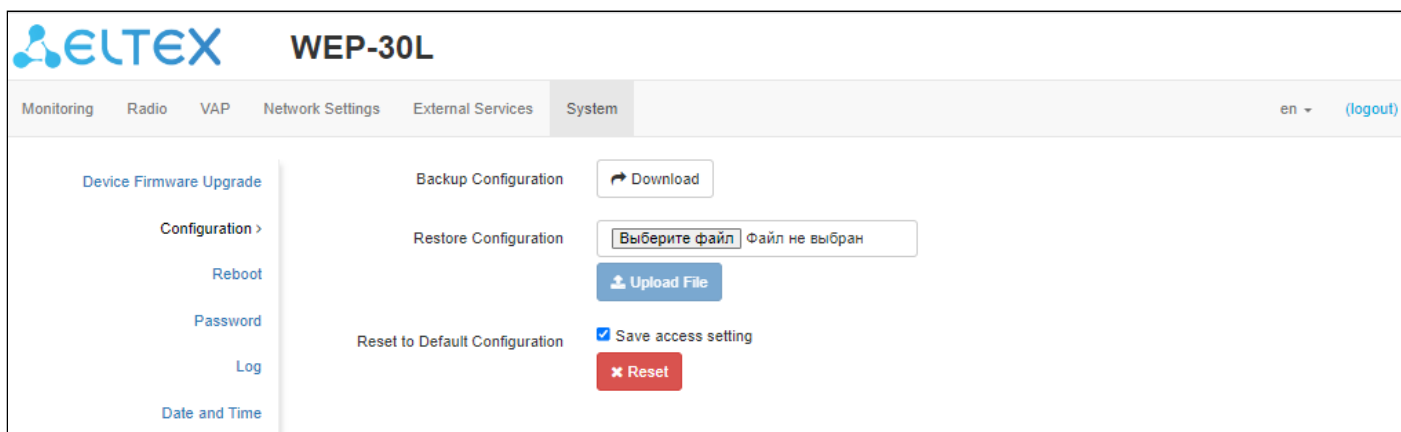 ELTEX WEP-30L
Monitoring Radio VAP Network Settings External Services System en (logout)
Device Firmware Upgrade
Configuration >
Reboot
Password
Log
Date and Time
Backup Configuration Download
Restore Configuration Выберите файл Файл не выбран
Upload File
Reset to Default Configuration Save access setting
Reset